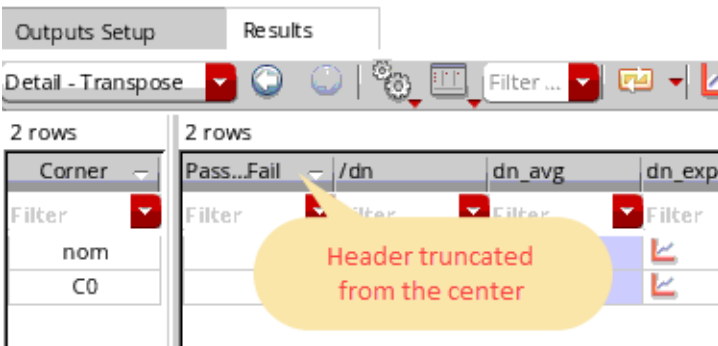 Outputs Setup Results
Detail - Transpose Filter ...
2 rows 2 rows
Corner Pass...Fail /dn dn_avg dn_exp
Filter Filter Filter Filter Filter
nom
C0
Header truncated
from the center